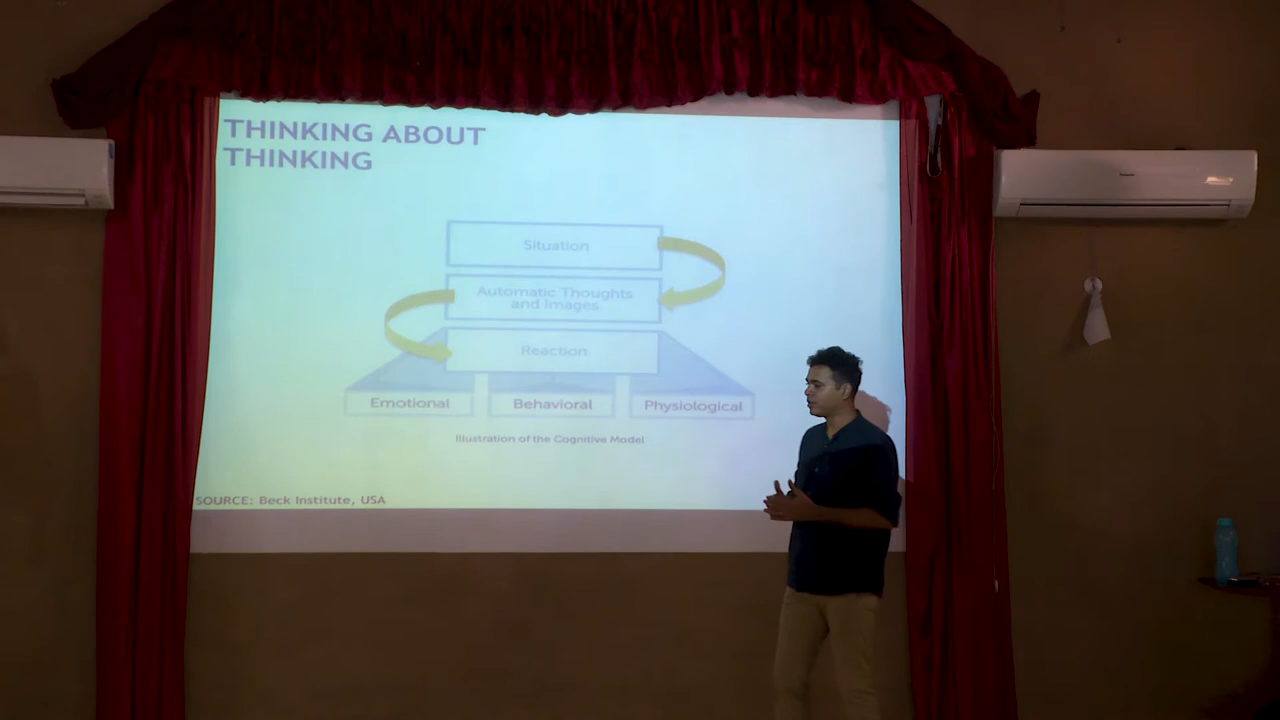 THINKING ABOUT
THINKING
Situation
Automatic Thoughts
and Images
Reaction
Emotional
Behavioral
Physiological
Illustration of the Cognitive Model
SOURCE: Beck Institute, USA